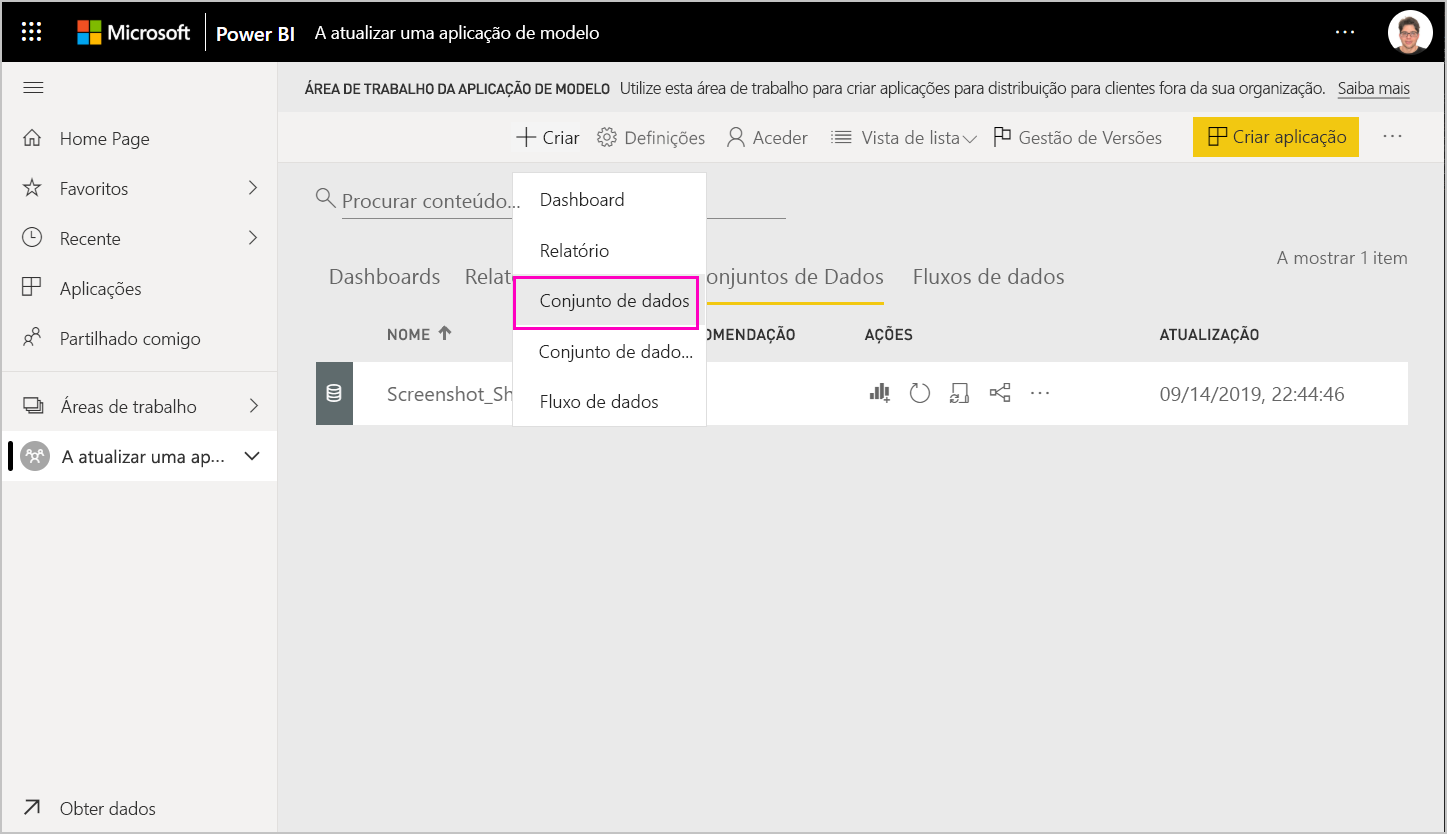 Microsoft Power BI A atualizar uma aplicação de modelo ...
ÁREA DE TRABALHO DA APLICAÇÃO DE MODELO Utilize esta área de trabalho para criar aplicações para distribuição para clientes fora da sua organização. Saiba mais
Criar Definições Aceder Vista de lista Gestão de Versões Criar aplicação ...
Home Page
Favoritos
Recente
Aplicações
Partilhado comigo
Áreas de trabalho
A atualizar uma ap...
Obter dados
Procurar conteúdo...
Dashboard
Relatório
Conjunto de dados
Conjunto de dado...
Fluxo de dados
A mostrar 1 item
Dashboards Relat onjuntos de Dados Fluxos de dados
NOME OMENDAÇÃO AÇÕES ATUALIZAÇÃO
Screenshot_Sh ... 09/14/2019, 22:44:46